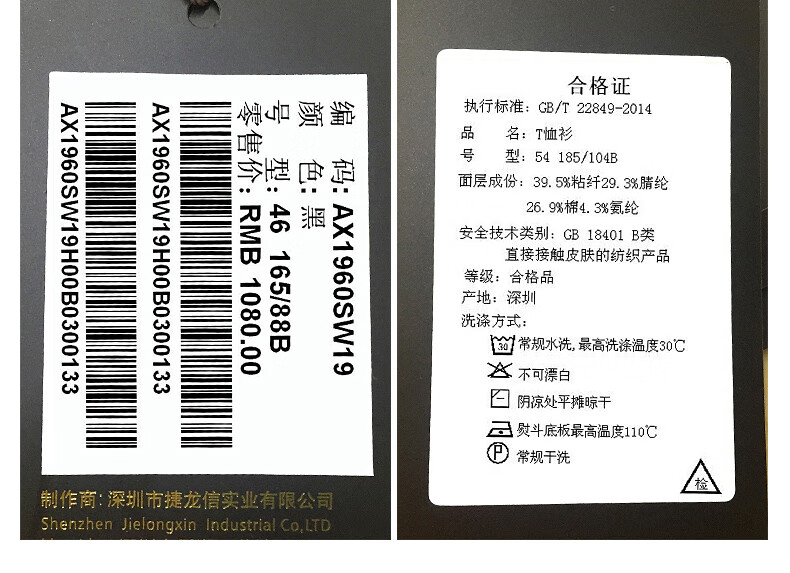 编 码: AX1960SW19
颜 色: 黑
号 型: 46 165/88B
零售价: RMB 1080.00
AX1960SW19H00B0300133
AX1960SW19H00B0300133
制作商: 深圳市捷龙信实业有限公司
Shenzhen Jielongxin Industrial Co,LTD
合格证
执行标准: GB/T 22849-2014
品 名: T恤衫
号 型: 54 185/104B
面层成份: 39.5%粘纤29.3%腈纶
26.9%棉4.3%氨纶
安全技术类别: GB 18401 B类
直接接触皮肤的纺织产品
等级: 合格品
产地: 深圳
洗涤方式:
30 常规水洗,最高洗涤温度30℃
不可漂白
阴凉处平摊晾干
熨斗底板最高温度110℃
P 常规干洗
检